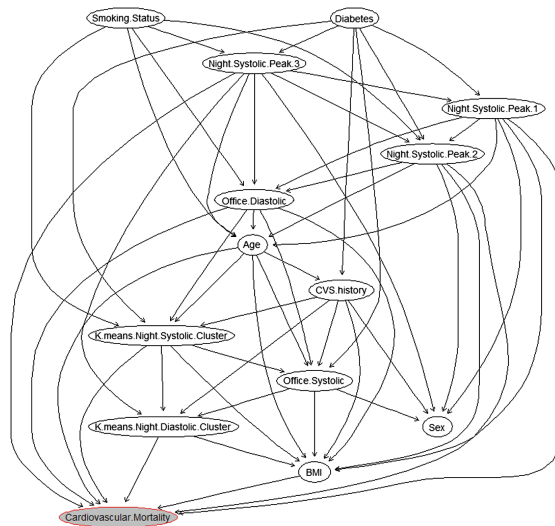 Smoking.Status
Diabetes
Night.Systolic.Peak.3
Night.Systolic.Peak.1
Night.Systolic.Peak.2
Office.Diastolic
Age
CVS.history
K.means.Night.Systolic.Cluster
Office.Systolic
K.means.Night.Diastolic.Cluster
Sex
BMI
Cardiovascular.Mortality